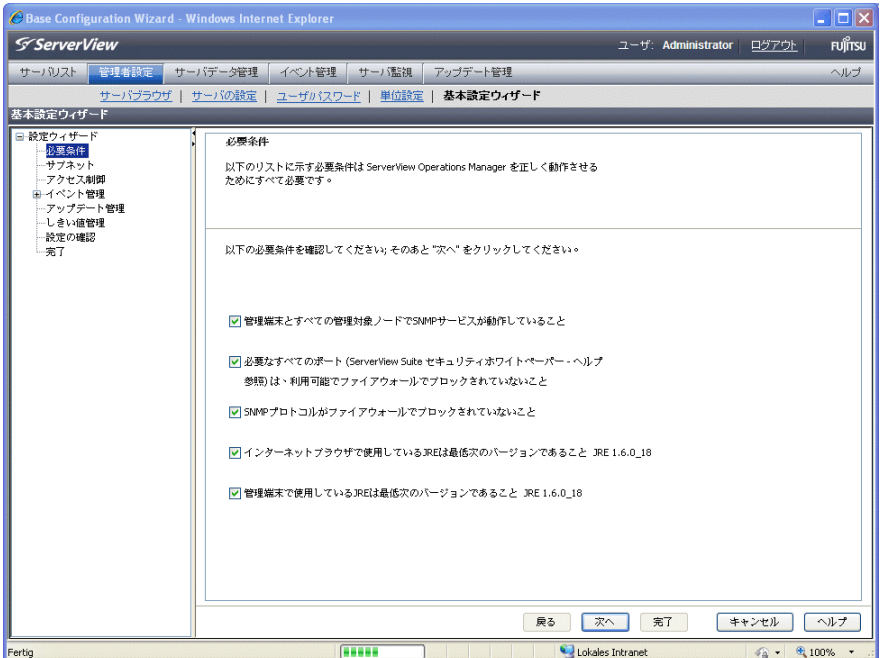 Base Configuration Wizard - Windows Internet Explorer
ServerView
ユーザ: Administrator
ログアウト
FUJITSU
サーバリスト
管理者設定
サーバデータ管理
イベント管理
サーバ監視
アップデート管理
ヘルプ
サーバブラウザ | サーバの設定 | ユーザ/パスワード | 単位設定 | 基本設定ウィザード
基本設定ウィザード
設定ウィザード
必要条件
サブネット
アクセス制御
イベント管理
アップデート管理
しきい値管理
設定の確認
完了
必要条件
以下のリストに示す必要条件は ServerView Operations Manager を正しく動作させる
ためにすべて必要です。
以下の必要条件を確認してください; そのあと "次へ" をクリックしてください。
管理端末とすべての管理対象ノードでSNMPサービスが動作していること
必要なすべてのポート (ServerView Suite セキュリティホワイトペーパー - ヘルプ
参照) は、利用可能でファイアウォールでブロックされていないこと
SNMPプロトコルがファイアウォールでブロックされていないこと
インターネットブラウザで使用しているJREは最低次のバージョンであること JRE 1.6.0_18
管理端末で使用しているJREは最低次のバージョンであること JRE 1.6.0_18
戻る
次へ
完了
キャンセル
ヘルプ
Fertig
Lokales Intranet
100%